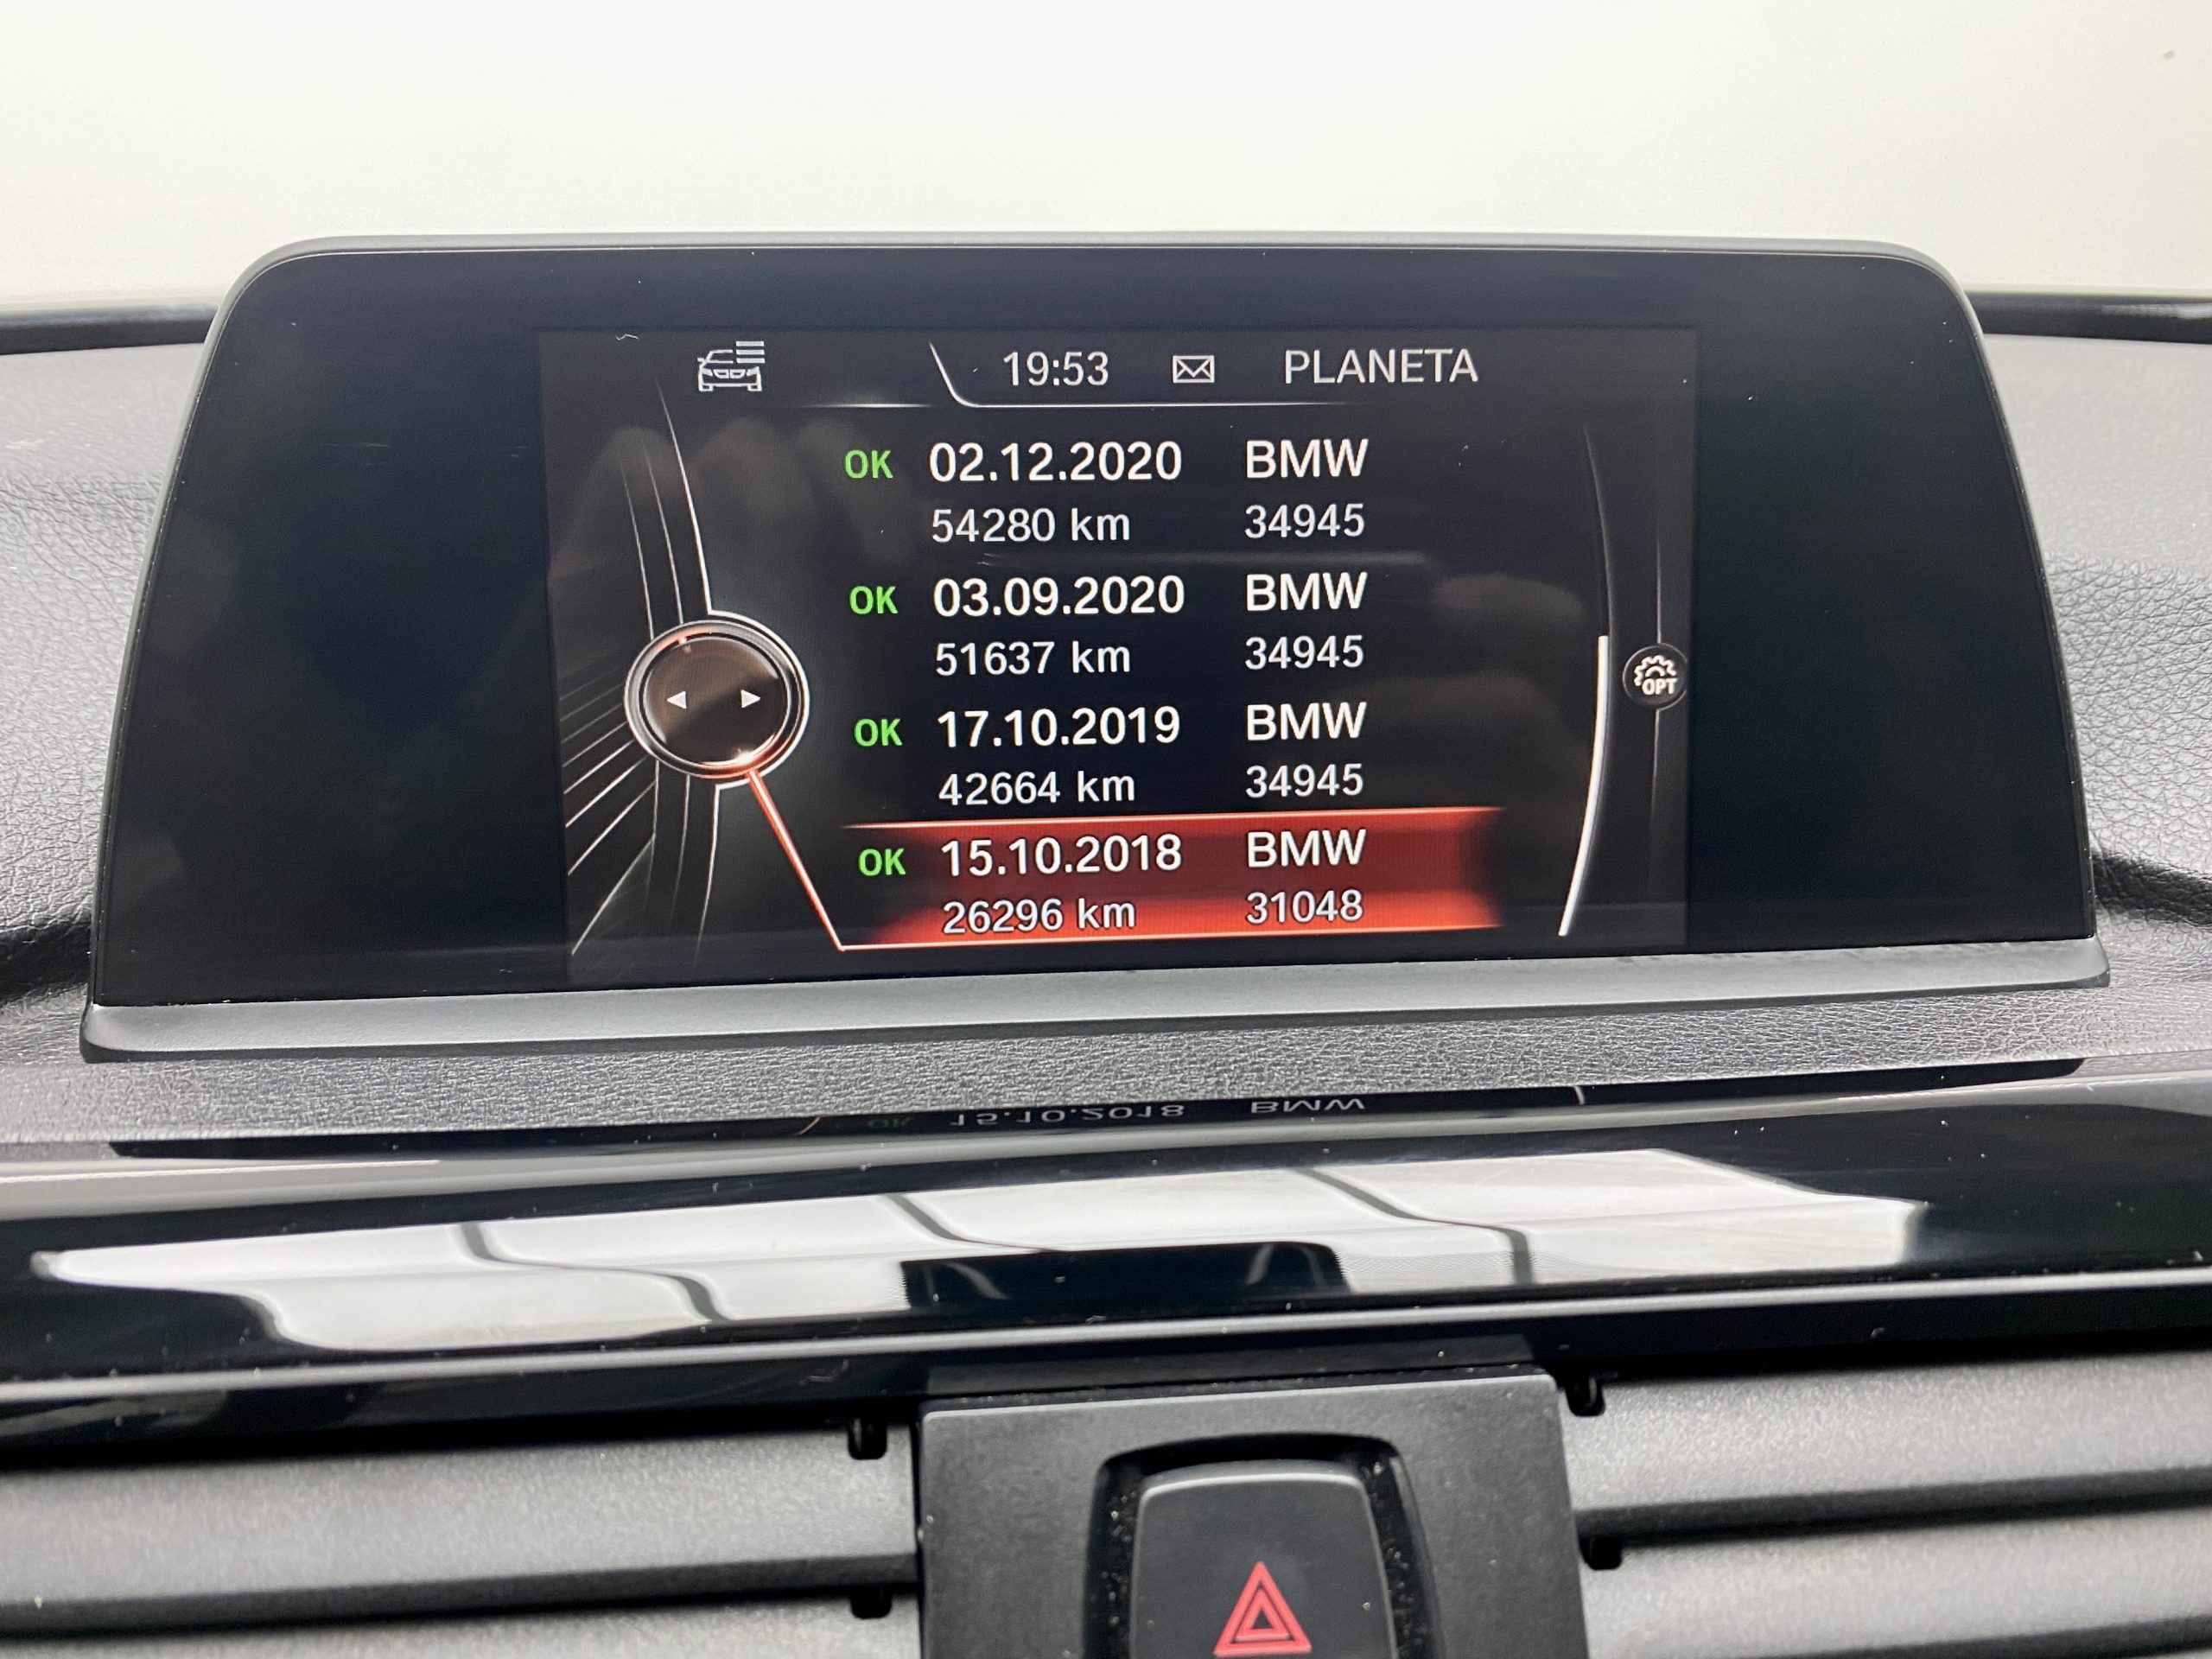 19:53 PLANETA
OK 02.12.2020 BMW
54280 km 34945
OK 03.09.2020 BMW
51637 km 34945
OK 17.10.2019 BMW
42664 km 34945
OK 15.10.2018 BMW
26296 km 31048
OPT